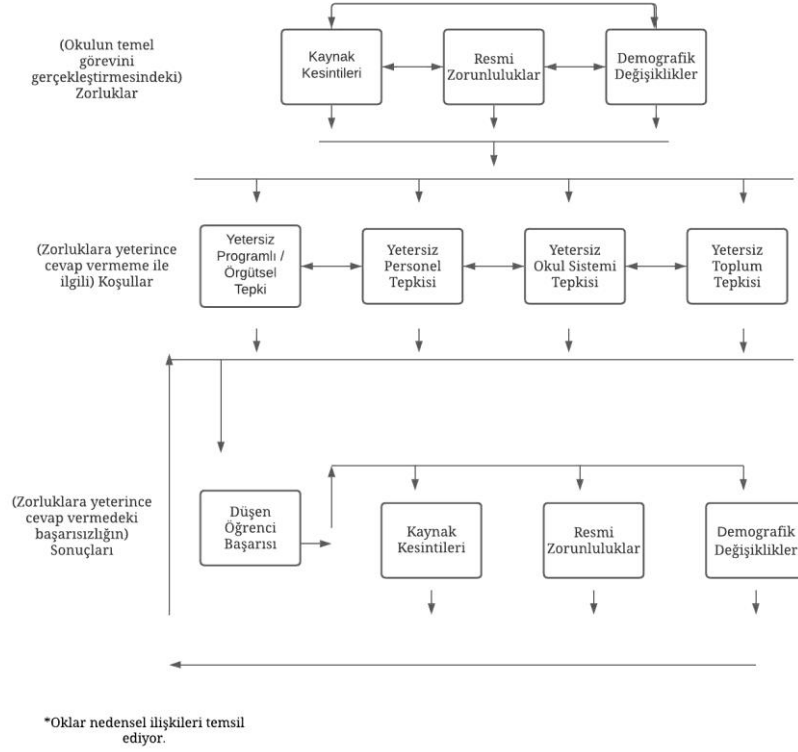 (Okulun temel
görevini
gerçekleştirmesindeki)
Zorluklar
Kaynak
Kesintileri
Resmi
Zorunluluklar
Demografik
Değişiklikler
(Zorluklara yeterince
cevap vermeme ile
ilgili) Koşullar
Yetersiz
Programlı /
Örgütsel
Tepki
Yetersiz
Personel
Tepkisi
Yetersiz
Okul Sistemi
Tepkisi
Yetersiz
Toplum
Tepkisi
(Zorluklara yeterince
cevap vermedeki
başarısızlığın)
Sonuçları
Düşen
Öğrenci
Başarısı
Kaynak
Kesintileri
Resmi
Zorunluluklar
Demografik
Değişiklikler
*Oklar nedensel ilişkileri temsil
ediyor.